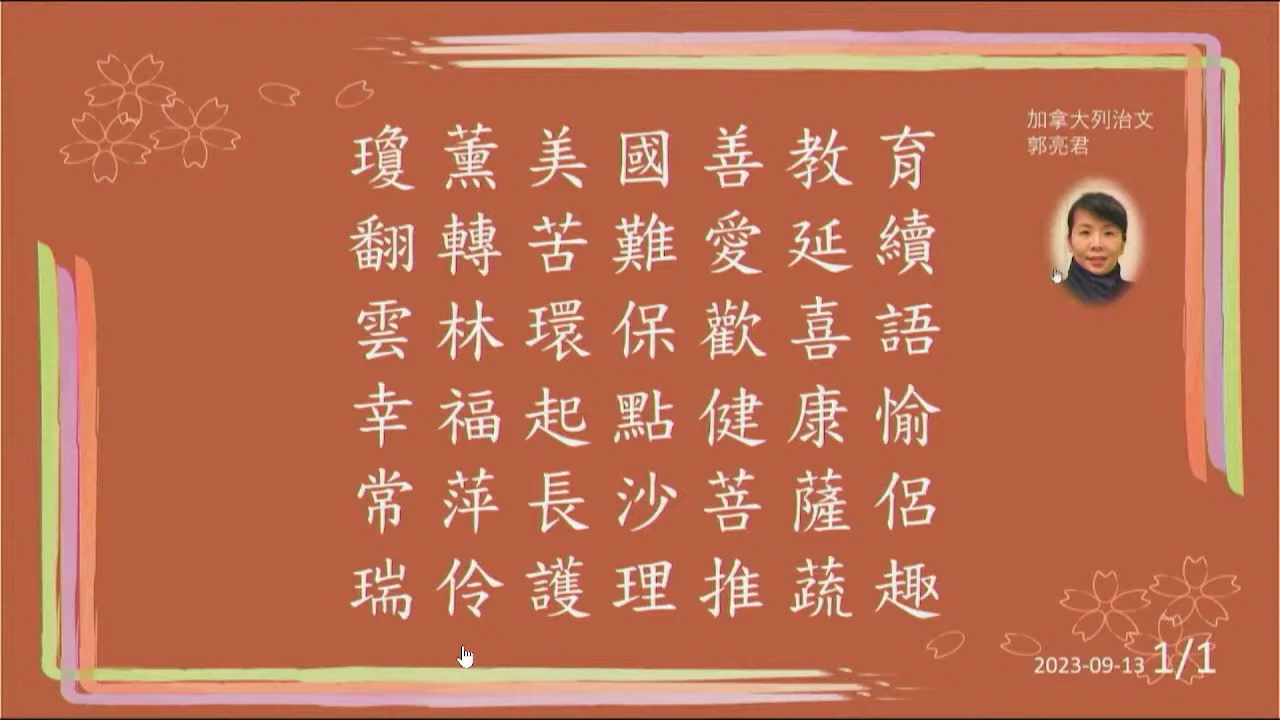 加拿大列治文
郭亮君
瓊薰美國善教育
翻轉苦難愛延續
雲林環保歡喜語
幸福起點健康愉
常萍長沙菩薩侶
瑞伶護理推蔬趣
2023-09-13 1/1